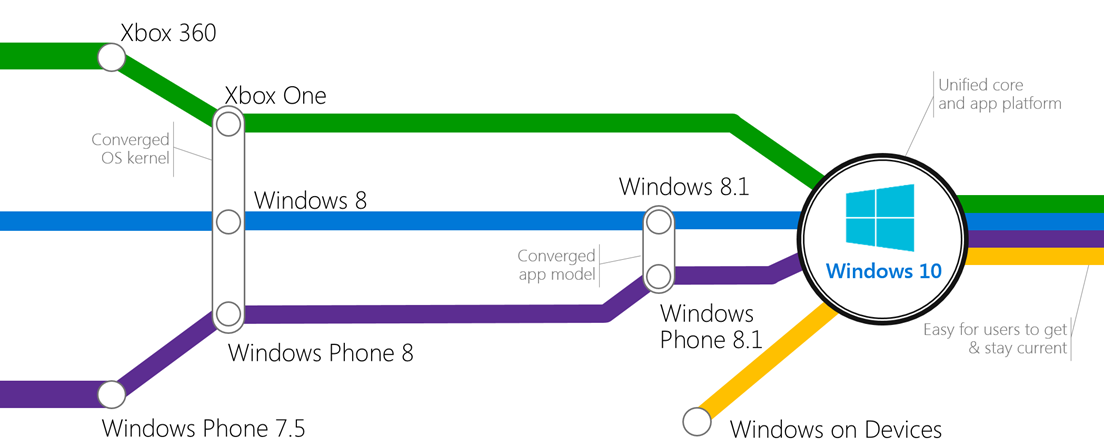 Xbox 360
Xbox One
Converged
OS kernel
Windows 8
Windows Phone 8
Windows Phone 7.5
Windows 8.1
Converged
app model
Windows
Phone 8.1
Unified core
and app platform
Windows 10
Easy for users to get
& stay current
Windows on Devices